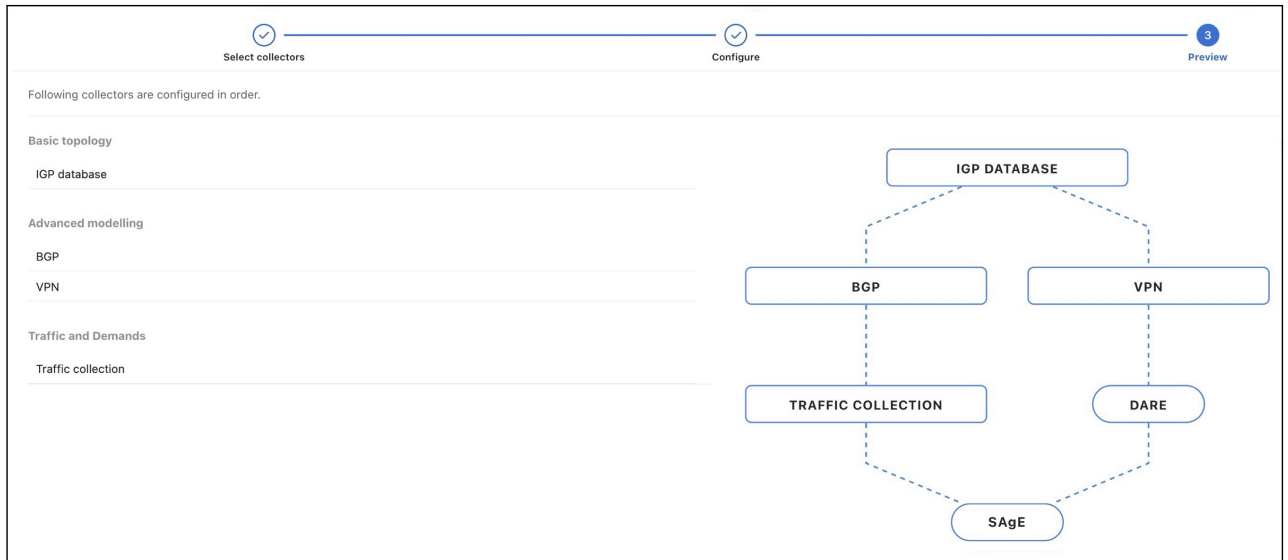 3
Select collectors
Configure
Preview
Following collectors are configured in order.
Basic topology
IGP database
Advanced modelling
BGP
VPN
Traffic and Demands
Traffic collection
IGP DATABASE
BGP
VPN
TRAFFIC COLLECTION
DARE
SAgE